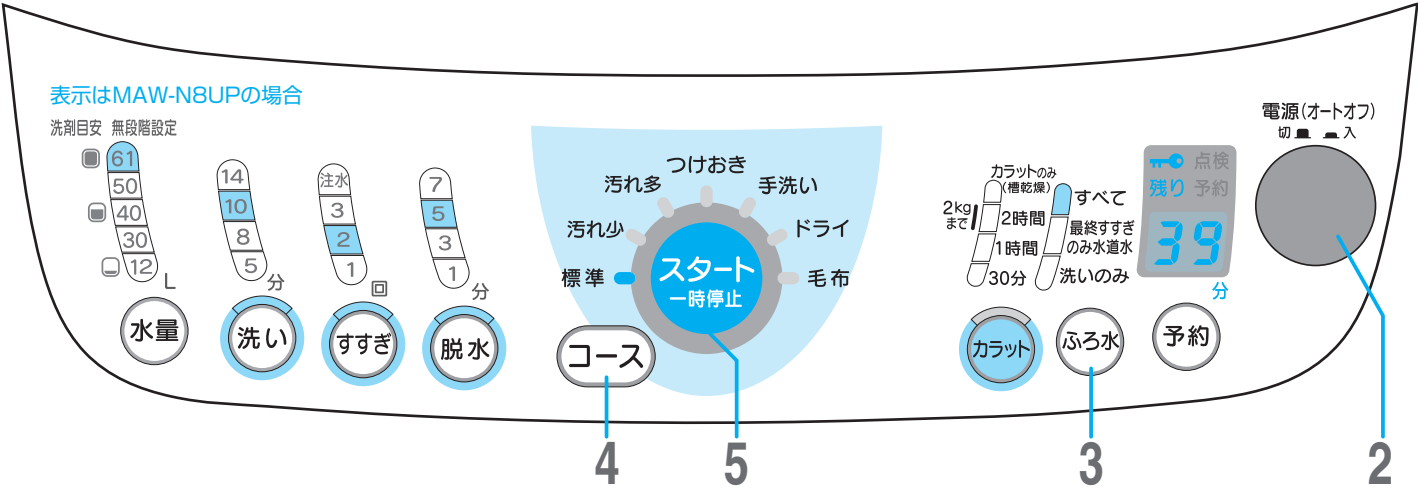 表示はMAW-N8UPの場合
洗剤目安 無段階設定
61
50
40
30
12
L
水量
14
10
8
5
分
洗い
注水
3
2
1
回
すすぎ
7
5
3
1
分
脱水
つけおき
汚れ多
手洗い
汚れ少
ドライ
標準
毛布
スタート
一時停止
コース
カラットのみ
(槽乾燥)
2kg
まで
2時間
1時間
30分
カラット
すべて
最終すすぎ
のみ水道水
洗いのみ
ふろ水
点検
残り 予約
39
分
予約
電源(オートオフ)
切 入
4
5
3
2